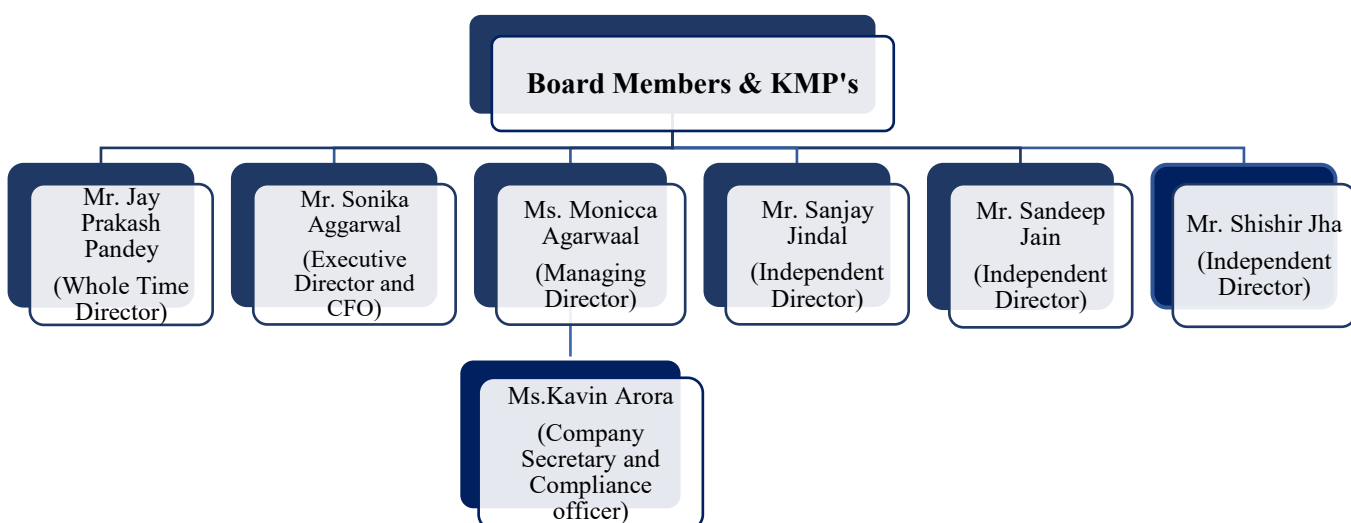 Board Members & KMP's
Mr. Jay
Prakash
Pandey
(Whole Time
Director)
Mr. Sonika
Aggarwal
(Executive
Director and
CFO)
Ms. Monicca
Agarwaal
(Managing
Director)
Mr. Sanjay
Jindal
(Independent
Director)
Mr. Sandeep
Jain
(Independent
Director)
Mr. Shishir Jha
(Independent
Director)
Ms.Kavin Arora
(Company
Secretary and
Compliance
officer)